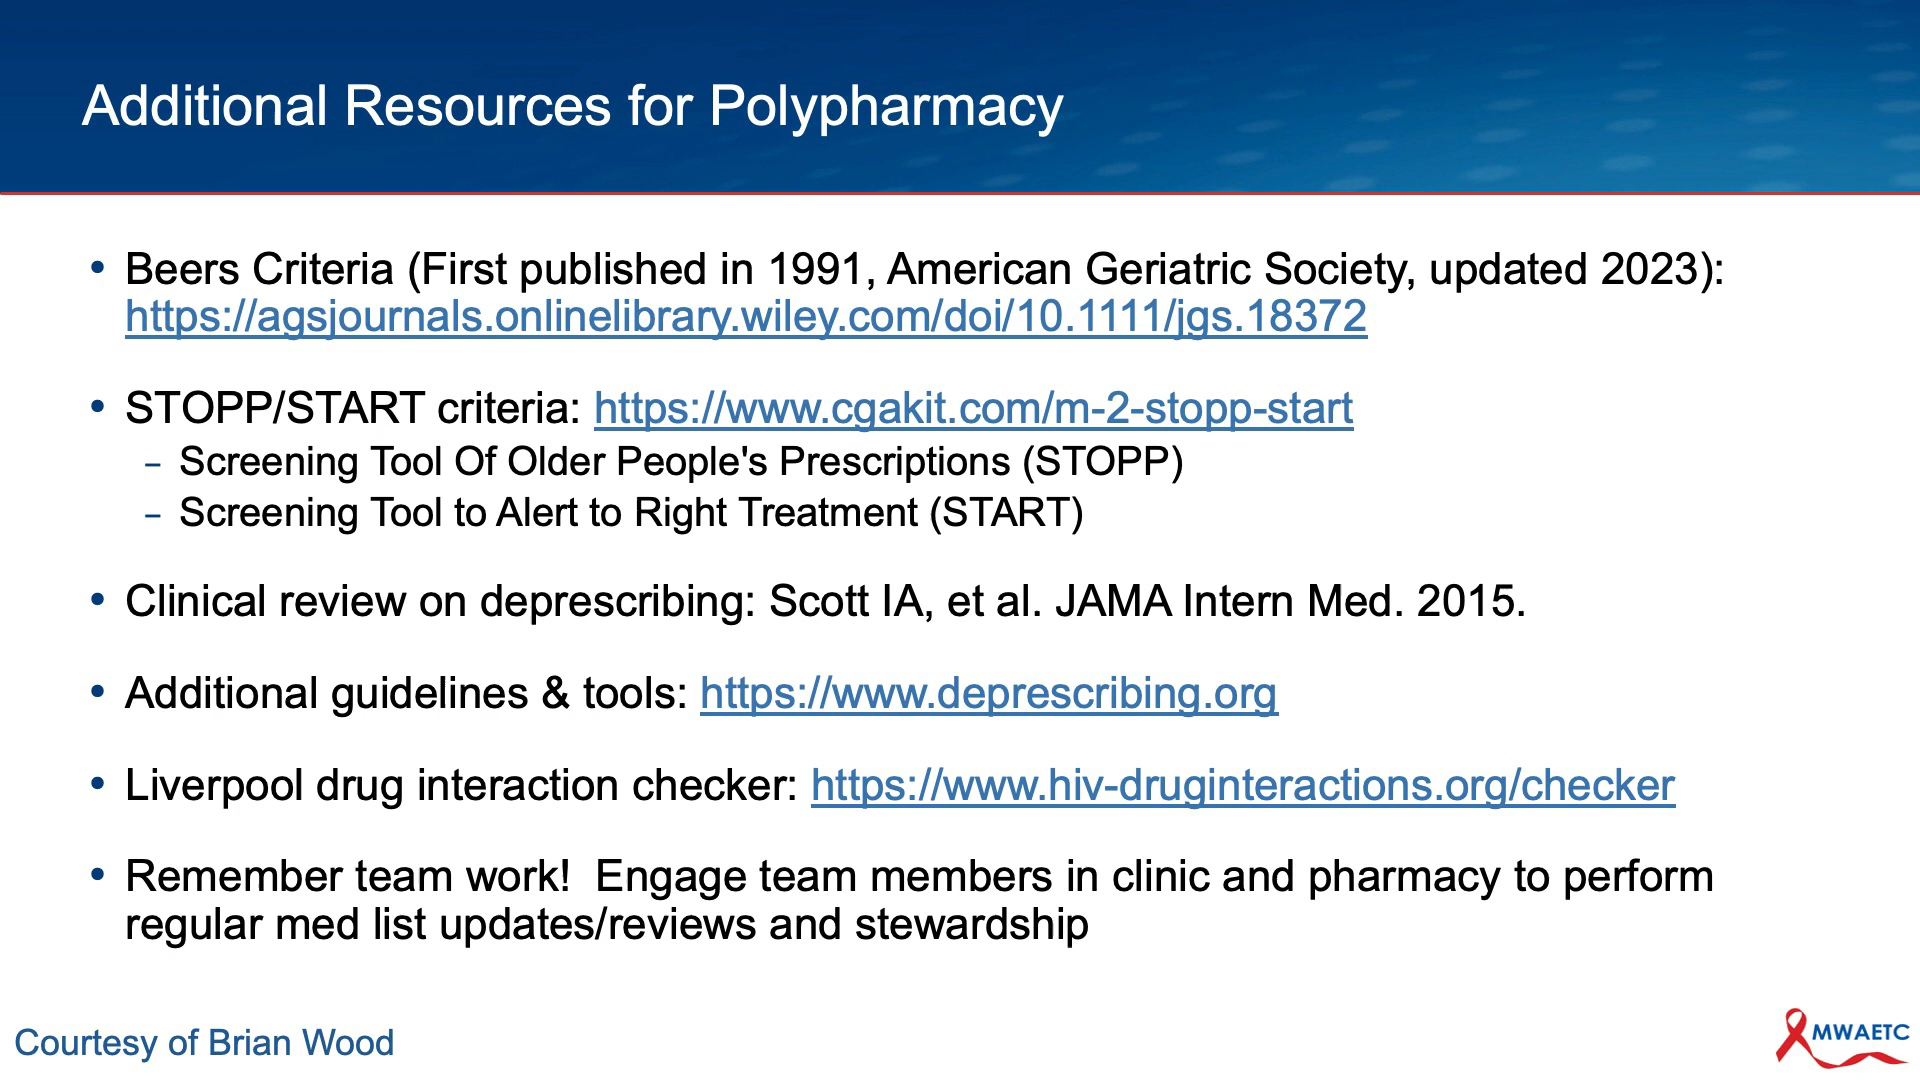 Additional Resources for Polypharmacy
• Beers Criteria (First published in 1991, American Geriatric Society, updated 2023):
https://agsjournals.onlinelibrary.wiley.com/doi/10.1111/jgs.18372
• STOPP/START criteria: https://www.cgakit.com/m-2-stopp-start
– Screening Tool Of Older People's Prescriptions (STOPP)
– Screening Tool to Alert to Right Treatment (START)
• Clinical review on deprescribing: Scott IA, et al. JAMA Intern Med. 2015.
• Additional guidelines & tools: https://www.deprescribing.org
• Liverpool drug interaction checker: https://www.hiv-druginteractions.org/checker
• Remember team work!  Engage team members in clinic and pharmacy to perform
regular med list updates/reviews and stewardship
Courtesy of Brian Wood
MWAETC